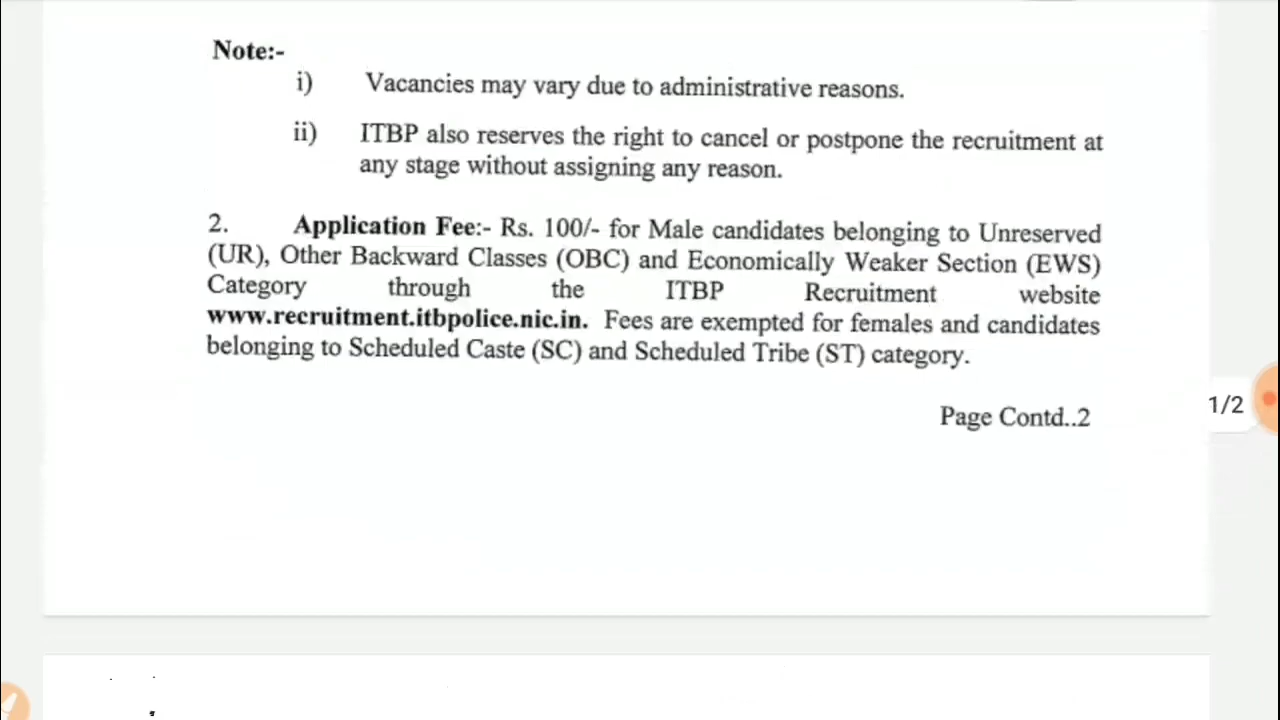 Note:-
i) Vacancies may vary due to administrative reasons.
ii) ITBP also reserves the right to cancel or postpone the recruitment at
any stage without assigning any reason.
2. Application Fee:- Rs. 100/- for Male candidates belonging to Unreserved
(UR), Other Backward Classes (OBC) and Economically Weaker Section (EWS)
Category through the ITBP Recruitment website
www.recruitment.itbpolice.nic.in. Fees are exempted for females and candidates
belonging to Scheduled Caste (SC) and Scheduled Tribe (ST) category.
Page Contd..2
1/2